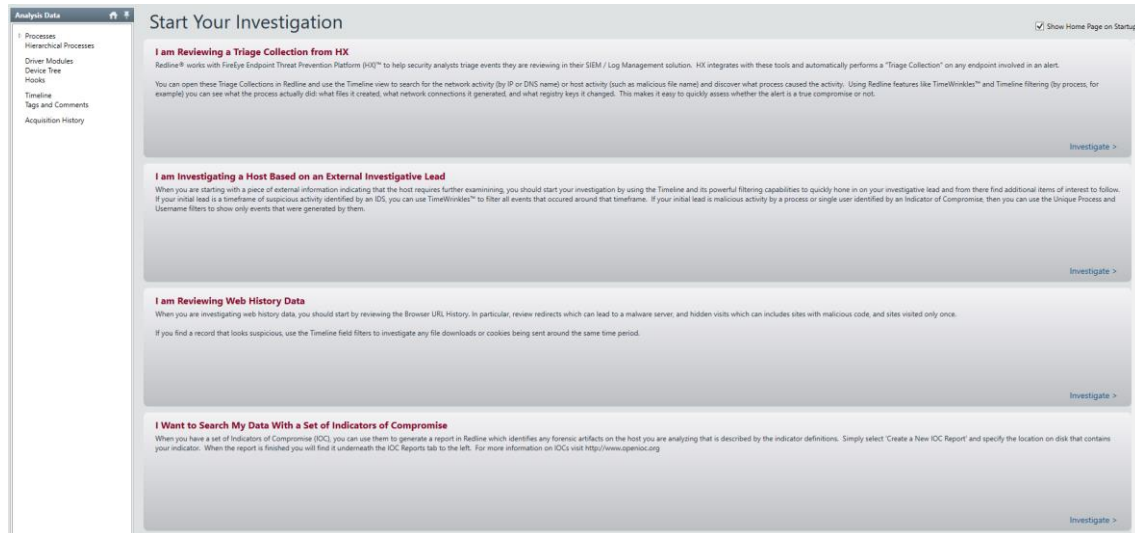 Analysis Data
Processes
Hierarchical Processes
Driver Modules
Device Tree
Hooks
Timeline
Tags and Comments
Acquisition History
Start Your Investigation
Show Home Page on Startup
I am Reviewing a Triage Collection from HX
Redline® works with FireEye Endpoint Threat Prevention Platform (HX)™ to help security analysts triage events they are reviewing in their SIEM / Log Management solution. HX integrates with these tools and automatically performs a "Triage Collection" on any endpoint involved in an alert.
You can open these Triage Collections in Redline and use the Timeline view to search for the network activity (by IP or DNS name) or host activity (such as malicious file name) and discover what process caused the activity. Using Redline features like TimeWrinkles™ and Timeline filtering (by process, for
example) you can see what the process actually did: what files it created, what network connections it generated, and what registry keys it changed. This makes it easy to quickly assess whether the alert is a true compromise or not.
Investigate >
I am Investigating a Host Based on an External Investigative Lead
When you are starting with a piece of external information indicating that the host requires further examinining, you should start your investigation by using the Timeline and its powerful filtering capabilities to quickly hone in on your investigative lead and from there find additional items of interest to follow.
If your initial lead is a timeframe of suspicious activity identified by an IDS, you can use TimeWrinkles™ to filter all events that occured around that timeframe. If your initial lead is malicious activity by a process or single user identified by an Indicator of Compromise, then you can use the Unique Process and
Username filters to show only events that were generated by them.
Investigate >
I am Reviewing Web History Data
When you are investigating web history data, you should start by reviewing the Browser URL History. In particular, review redirects which can lead to a malware server, and hidden visits which can includes sites with malicious code, and sites visited only once.
If you find a record that looks suspicious, use the Timeline field filters to investigate any file downloads or cookies being sent around the same time period.
Investigate >
I Want to Search My Data With a Set of Indicators of Compromise
When you have a set of Indicators of Compromise (IOC), you can use them to generate a report in Redline which identifies any forensic artifacts on the host you are analyzing that is described by the indicator definitions. Simply select 'Create a New IOC Report' and specify the location on disk that contains
your indicator. When the report is finished you will find it underneath the IOC Reports tab to the left. For more information on IOCs visit http://www.openioc.org
Investigate >